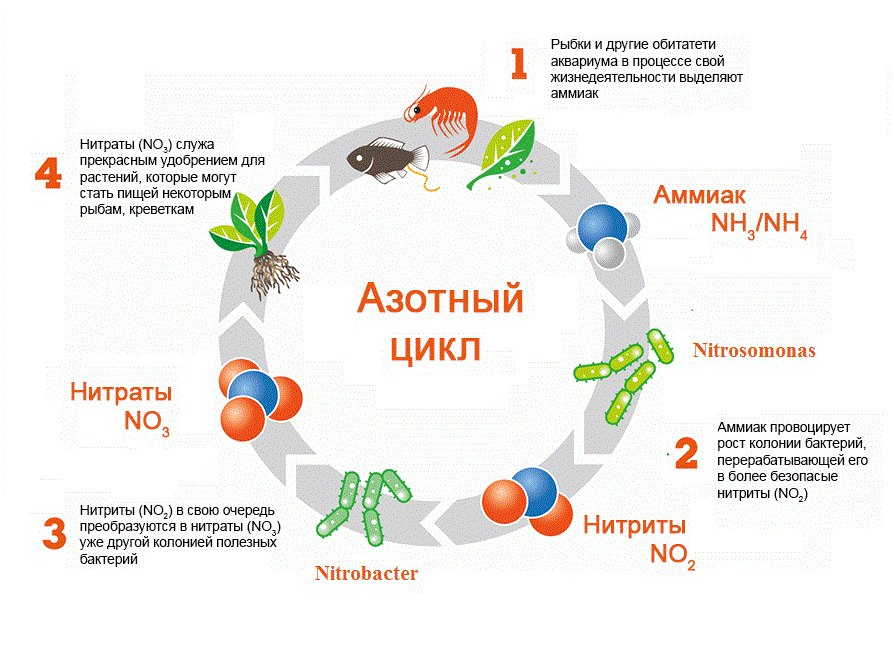 Азотный
цикл
1
Рыбки и другие обитатети
аквариума в процессе свой
жизнедеятельности выделяют
аммиак
Аммиак
NH3/NH4
Nitrosomonas
2
Аммиак провоцирует
рост колонии бактерий,
перерабатывающей его
в более безопасые
нитриты (NO2)
Нитриты
NO2
Nitrobacter
3
Нитриты (NO2) в свою очередь
преобразуются в нитраты (NO3)
уже другой колонией полезных
бактерий
Нитраты
NO3
4
Нитраты (NO3) служа
прекрасным удобрением для
растений, которые могут
стать пищей некоторым
рыбам, креветкам